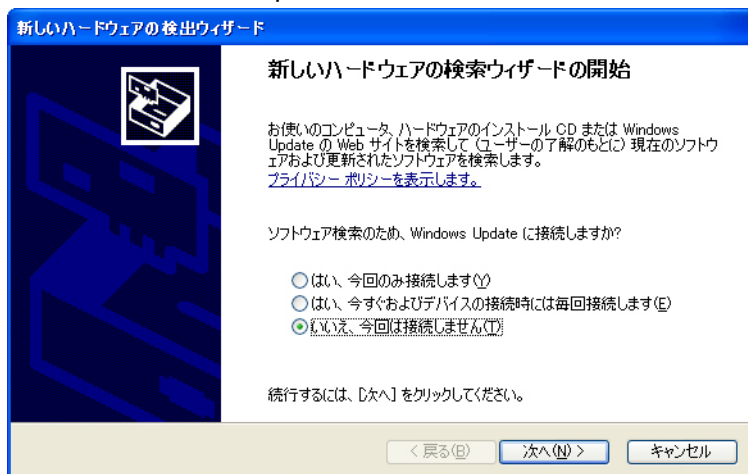 新しいハードウェアの検出ウィザード
新しいハードウェアの検索ウィザードの開始
お使いのコンピュータ、ハードウェアのインストール CD または Windows
Update の Web サイトを検索して (ユーザーの了解のもとに) 現在のソフトウ
ェアおよび更新されたソフトウェアを検索します。
プライバシー ポリシーを表示します。
ソフトウェア検索のため、Windows Update に接続しますか?
はい、今回のみ接続します(Y)
はい、今すぐおよびデバイスの接続時には毎回接続します(E)
いいえ、今回は接続しません(T)
続行するには、[次へ] をクリックしてください。
< 戻る(B) 次へ(N) > キャンセル